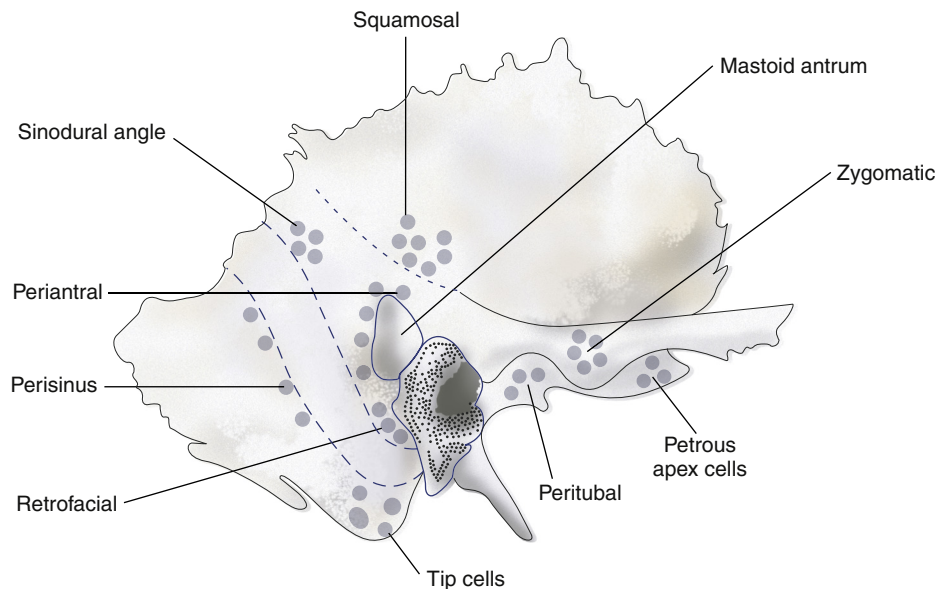 Squamosal
Mastoid antrum
Sinodural angle
Zygomatic
Periantral
Perisinus
Petrous
apex cells
Peritubal
Retrofacial
Tip cells